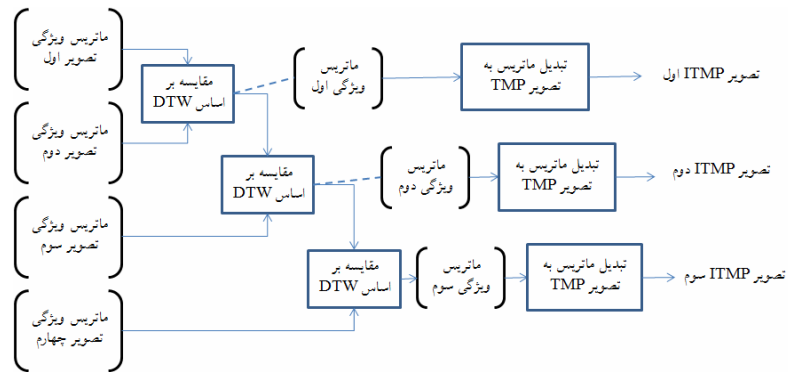 ماتریس ویژگی
تصویر اول
مقایسه بر
اساس DTW
ماتریس
ویژگی اول
تبدیل ماتریس به
تصویر TMP
تصویر ITMP اول
ماتریس ویژگی
تصویر دوم
مقایسه بر
اساس DTW
ماتریس
ویژگی دوم
تبدیل ماتریس به
تصویر TMP
تصویر ITMP دوم
ماتریس ویژگی
تصویر سوم
مقایسه بر
اساس DTW
ماتریس
ویژگی سوم
تبدیل ماتریس به
تصویر TMP
تصویر ITMP سوم
ماتریس ویژگی
تصویر چهارم